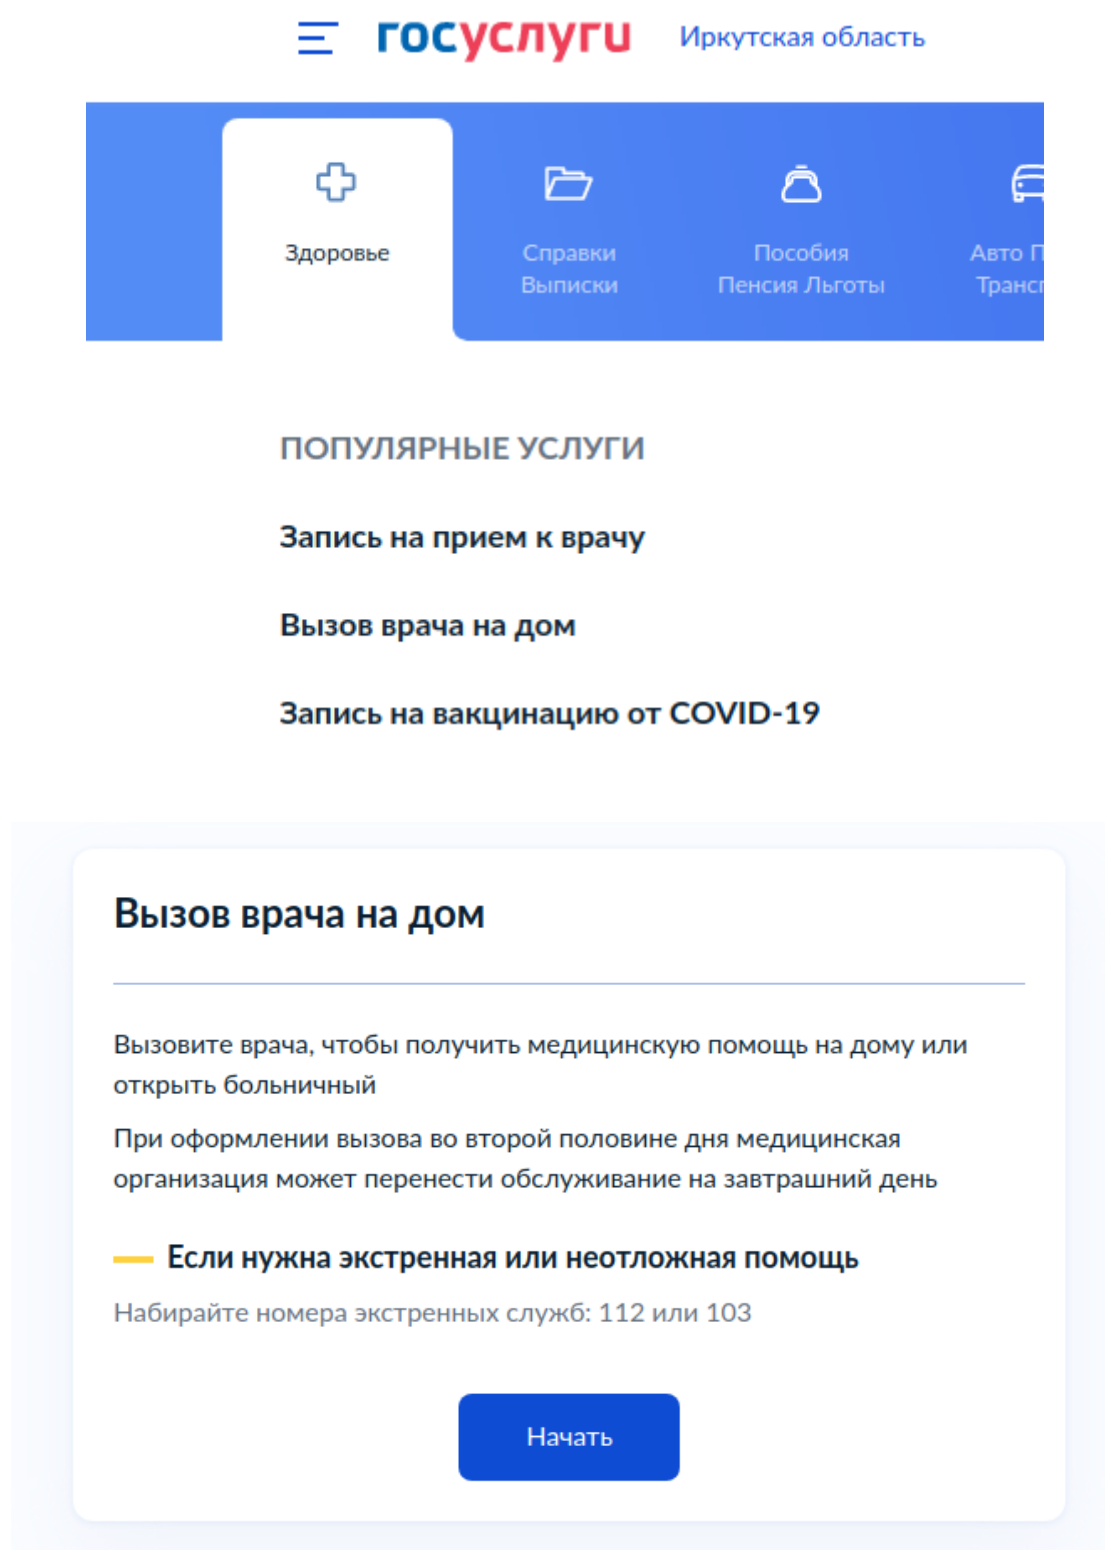 госуслуги Иркутская область
Здоровье
Справки
Выписки
Пособия
Пенсия Льготы
Авто
ПОПУЛЯРНЫЕ УСЛУГИ
Запись на прием к врачу
Вызов врача на дом
Запись на вакцинацию от COVID-19
Вызов врача на дом
Вызовите врача, чтобы получить медицинскую помощь на дому или
открыть больничный
При оформлении вызова во второй половине дня медицинская
организация может перенести обслуживание на завтрашний день
Если нужна экстренная или неотложная помощь
Набирайте номера экстренных служб: 112 или 103
Начать